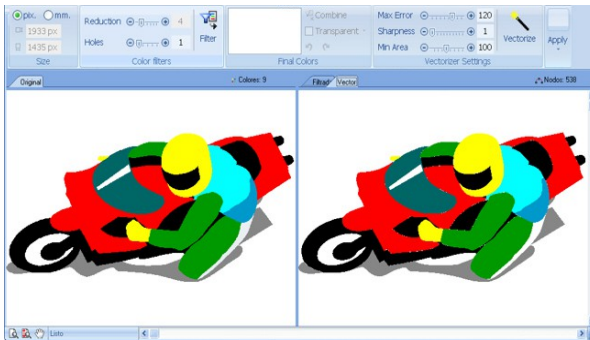 pix. mm.
1933 px
1435 px
Size
Reduction 4
Holes 1
Filter
Color filters
Combine
Transparent
Final Colors
Max Error 120
Sharpness 1
Min Area 100
Vectorize
Vectorizer Settings
Apply
Original
Colores: 9
Filtrado Vector
Nodos: 538
Listo